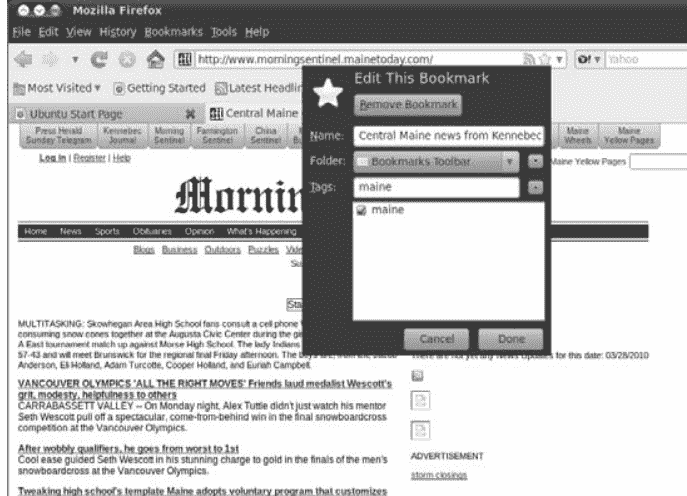 Mozilla Firefox
File Edit View History Bookmarks Tools Help
http://www.morningsentinel.mainetoday.com/
Yahoo
Most Visited Getting Started Latest Headlin
Ubuntu Start Page
Central Maine
Press Herald Sunday Telegram
Kennebec Journal
Morning Sentinel
Farmington Sentinel
China Sentinel
Maine Wheels
Maine Yellow Pages
Log In | Register | Help
Maine Yellow Pages
Mornin
Home News Sports Obituaries Opinion What's Happening
Blogs Business Outdoors Puzzles
Edit This Bookmark
Remove Bookmark
Name: Central Maine news from Kennebec
Folder: Bookmarks Toolbar
Tags: maine
maine
Cancel Done
MULTITASKING: Skowhegan Area High School fans consult a cell phone
consuming snow cones together at the Augusta Civic Center during the
A East tournament match up against Morse High School. The lady Indians
57-43 and will meet Brunswick for the regional final Friday afternoon. The
Anderson, Eli Holland, Adam Turcotte, Cooper Holland, and Euriah Campbell.
VANCOUVER OLYMPICS 'ALL THE RIGHT MOVES' Friends laud medalist Wescott's
grit, modesty, helpfulness to others
CARRABASSETT VALLEY -- On Monday night, Alex Tuttle didn't just watch his mentor
Seth Wescott pull off a spectacular, come-from-behind win in the final snowboardcross
competition at the Vancouver Olympics.
After wobbly qualifiers, he goes from worst to 1st
Cool ease guided Seth Wescott in his stunning charge to gold in the finals of the men's
snowboardcross at the Vancouver Olympics.
Tweaking high school's template Maine adopts voluntary program that customizes
There are not yet any News Updates for this date: 03/28/2010
ADVERTISEMENT
storm closings